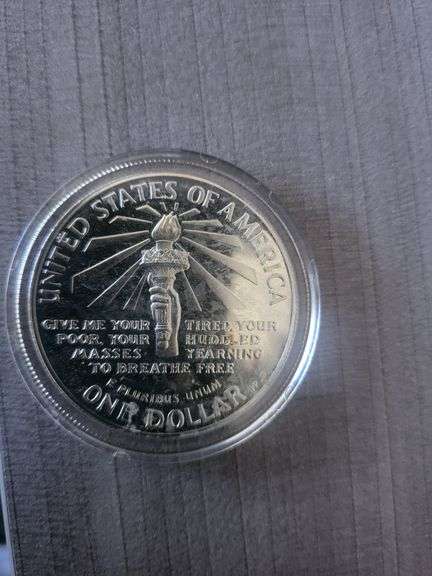 UNITED STATES OF AMERICA
GIVE ME YOUR TIRED, YOUR
POOR, YOUR HUDDLED
MASSES YEARNING
TO BREATHE FREE
E PLURIBUS UNUM
ONE DOLLAR